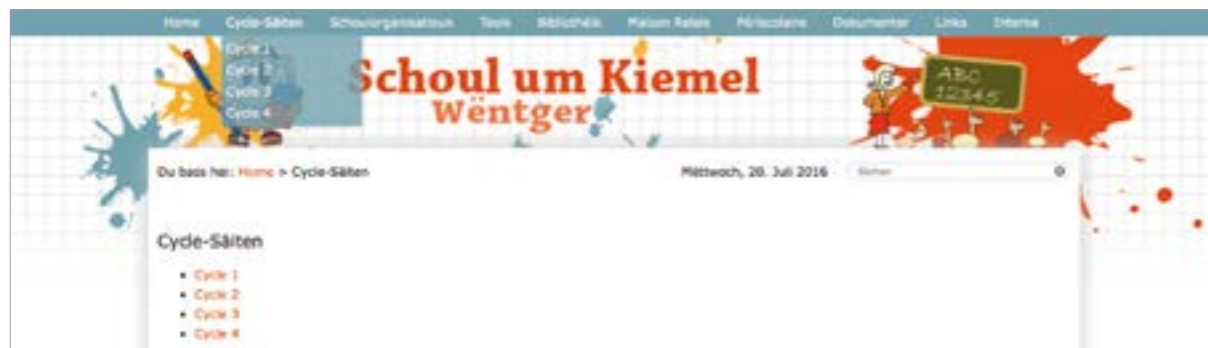 Home Cycle-Säiten Schoulorganisatioun Tools Bibliothéik Maison Relais Périscolaire Dokumenter Links Interna
Cycle 1
Cycle 2
Cycle 3
Cycle 4
Schoul um Kiemel
Wëntger
ABC
12345
Du bass hei: Home > Cycle-Säiten
Mëttwoch, 20. Juli 2016
Cycle-Säiten
Cycle 1
Cycle 2
Cycle 3
Cycle 4